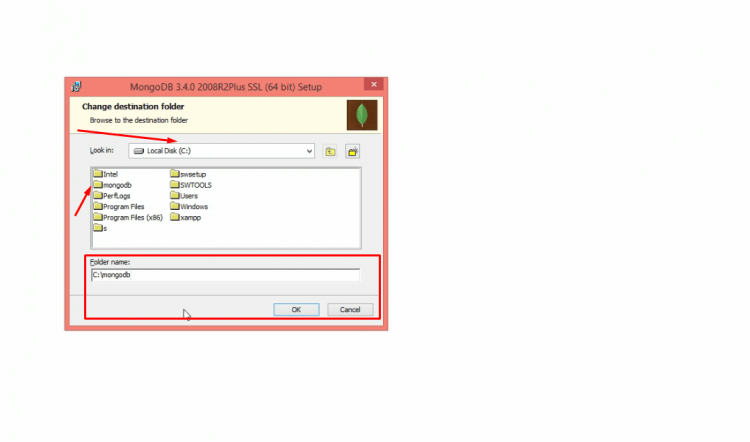 MongoDB 3.4.0 2008R2Plus SSL (64 bit) Setup
Change destination folder
Browse to the destination folder
Look in:
Local Disk (C:)
Intel
mongodb
PerfLogs
Program Files
Program Files (x86)
s
swsetup
SWTOOLS
Users
Windows
xampp
Folder name:
C:\mongodb
OK
Cancel